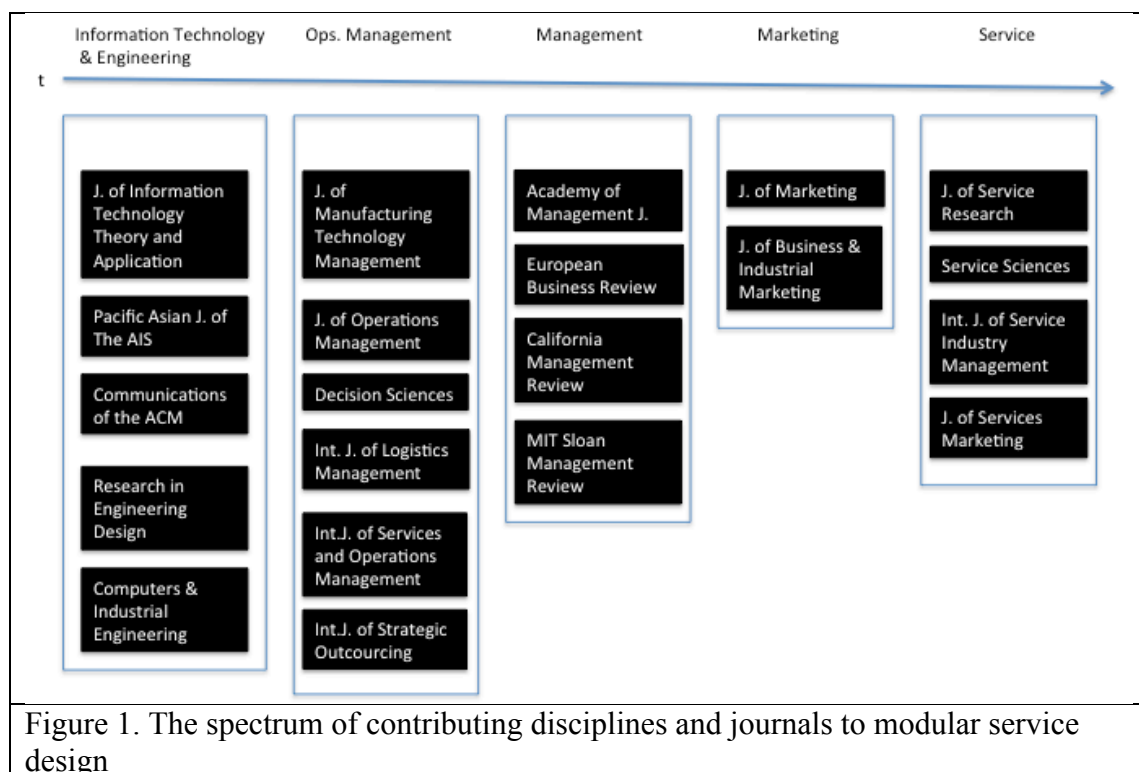 Information Technology
& Engineering
Ops. Management
Management
Marketing
Service
t
J. of Information
Technology
Theory and
Application
Pacific Asian J. of
The AIS
Communications
of the ACM
Research in
Engineering
Design
Computers &
Industrial
Engineering
J. of
Manufacturing
Technology
Management
J. of Operations
Management
Decision Sciences
Int. J. of Logistics
Management
Int.J. of Services
and Operations
Management
Int.J. of Strategic
Outcourcing
Academy of
Management J.
European
Business Review
California
Management
Review
MIT Sloan
Management
Review
J. of Marketing
J. of Business &
Industrial
Marketing
J. of Service
Research
Service Sciences
Int. J. of Service
Industry
Management
J. of Services
Marketing
Figure 1. The spectrum of contributing disciplines and journals to modular service
design